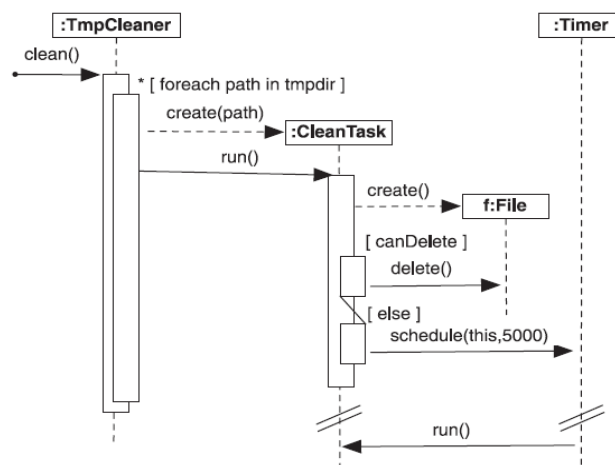 :TmpCleaner
:Timer
clean()
* [ foreach path in tmpdir ]
create(path)
:CleanTask
run()
create()
f:File
[ canDelete ]
delete()
[ else ]
schedule(this,5000)
run()